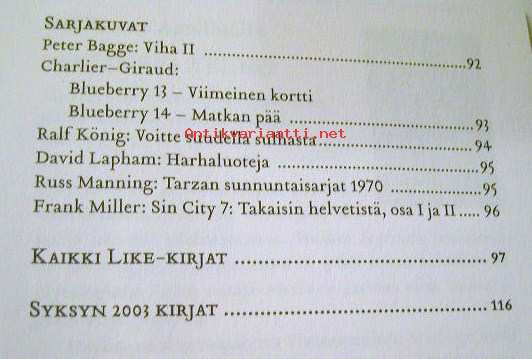 SARJAKUVAT
Peter Bagge: Viha II ........................................92
Charlier–Giraud:
Blueberry 13 – Viimeinen kortti
Blueberry 14 – Matkan pää ..............................93
Antikvariaatti.net
Ralf König: Voitte suudella sulhasta.......................94
David Lapham: Harhaluoteja ..............................95
Russ Manning: Tarzan sunnuntaisarjat 1970 ..............95
Frank Miller: Sin City 7: Takaisin helvetistä, osa I ja II ..... 96
KAIKKI LIKE-KIRJAT ........................................97
SYKSYN 2003 KIRJAT ........................................116